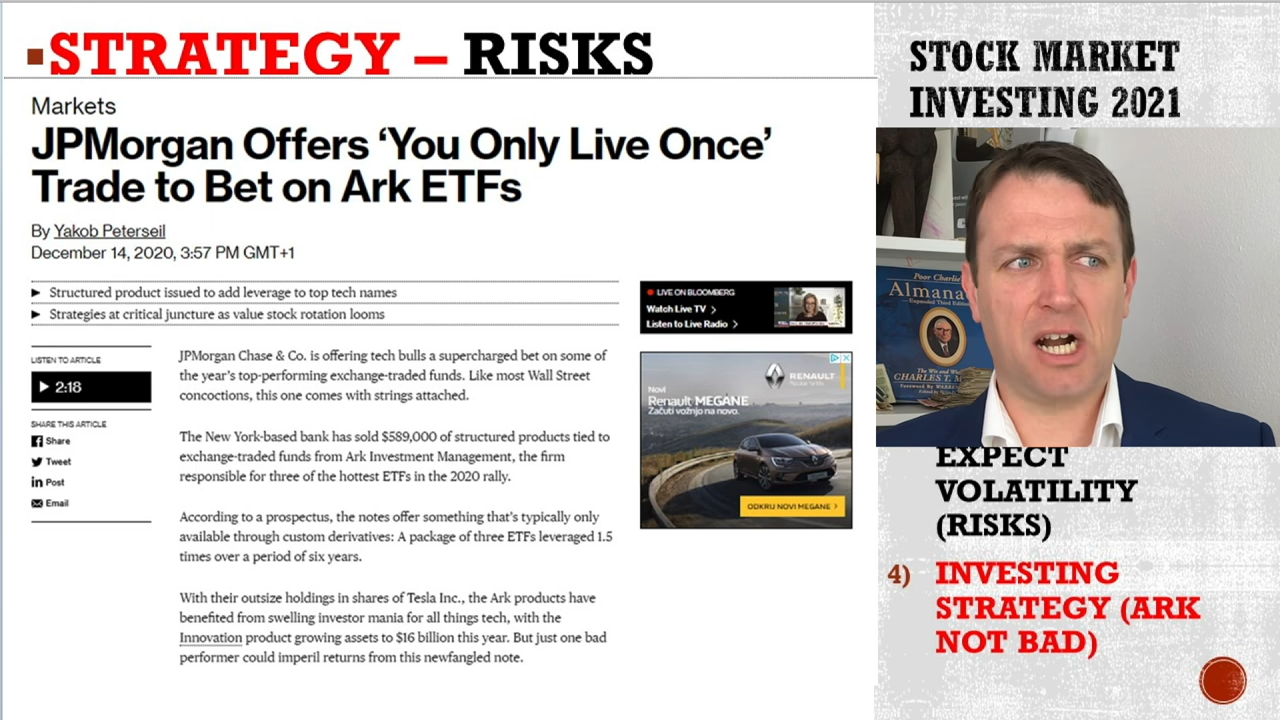 STRATEGY – RISKS
Markets
JPMorgan Offers ‘You Only Live Once’
Trade to Bet on Ark ETFs
By Yakob Peterseil
December 14, 2020, 3:57 PM GMT+1
Structured product issued to add leverage to top tech names
Strategies at critical juncture as value stock rotation looms
LISTEN TO ARTICLE
2:18
SHARE THIS ARTICLE
Share
Tweet
Post
Email
JPMorgan Chase & Co. is offering tech bulls a supercharged bet on some of
the year's top-performing exchange-traded funds. Like most Wall Street
concoctions, this one comes with strings attached.
The New York-based bank has sold $589,000 of structured products tied to
exchange-traded funds from Ark Investment Management, the firm
responsible for three of the hottest ETFs in the 2020 rally.
According to a prospectus, the notes offer something that's typically only
available through custom derivatives: A package of three ETFs leveraged 1.5
times over a period of six years.
With their outsize holdings in shares of Tesla Inc., the Ark products have
benefited from swelling investor mania for all things tech, with the
Innovation product growing assets to $16 billion this year. But just one bad
performer could imperil returns from this newfangled note.
LIVE ON BLOOMBERG
Watch Live TV
Listen to Live Radio
RENAULT
Novi
Renault MEGANE
Začuti vožnjo na novo.
ODKRIJ NOVI MEGANE
STOCK MARKET
INVESTING 2021
Poor Charlie's
Almana
Expanded Third Edition
CHARLES T. M
EXPECT
VOLATILITY
(RISKS)
4) INVESTING
STRATEGY (ARK
NOT BAD)